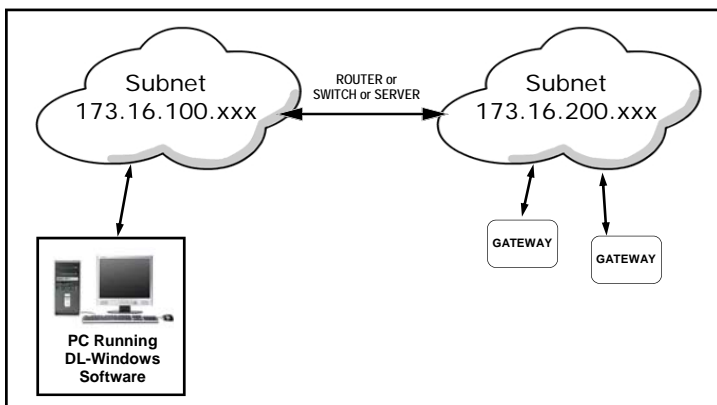 Subnet
173.16.100.xxx
ROUTER or
SWITCH or SERVER
Subnet
173.16.200.xxx
GATEWAY
GATEWAY
PC Running
DL-Windows
Software